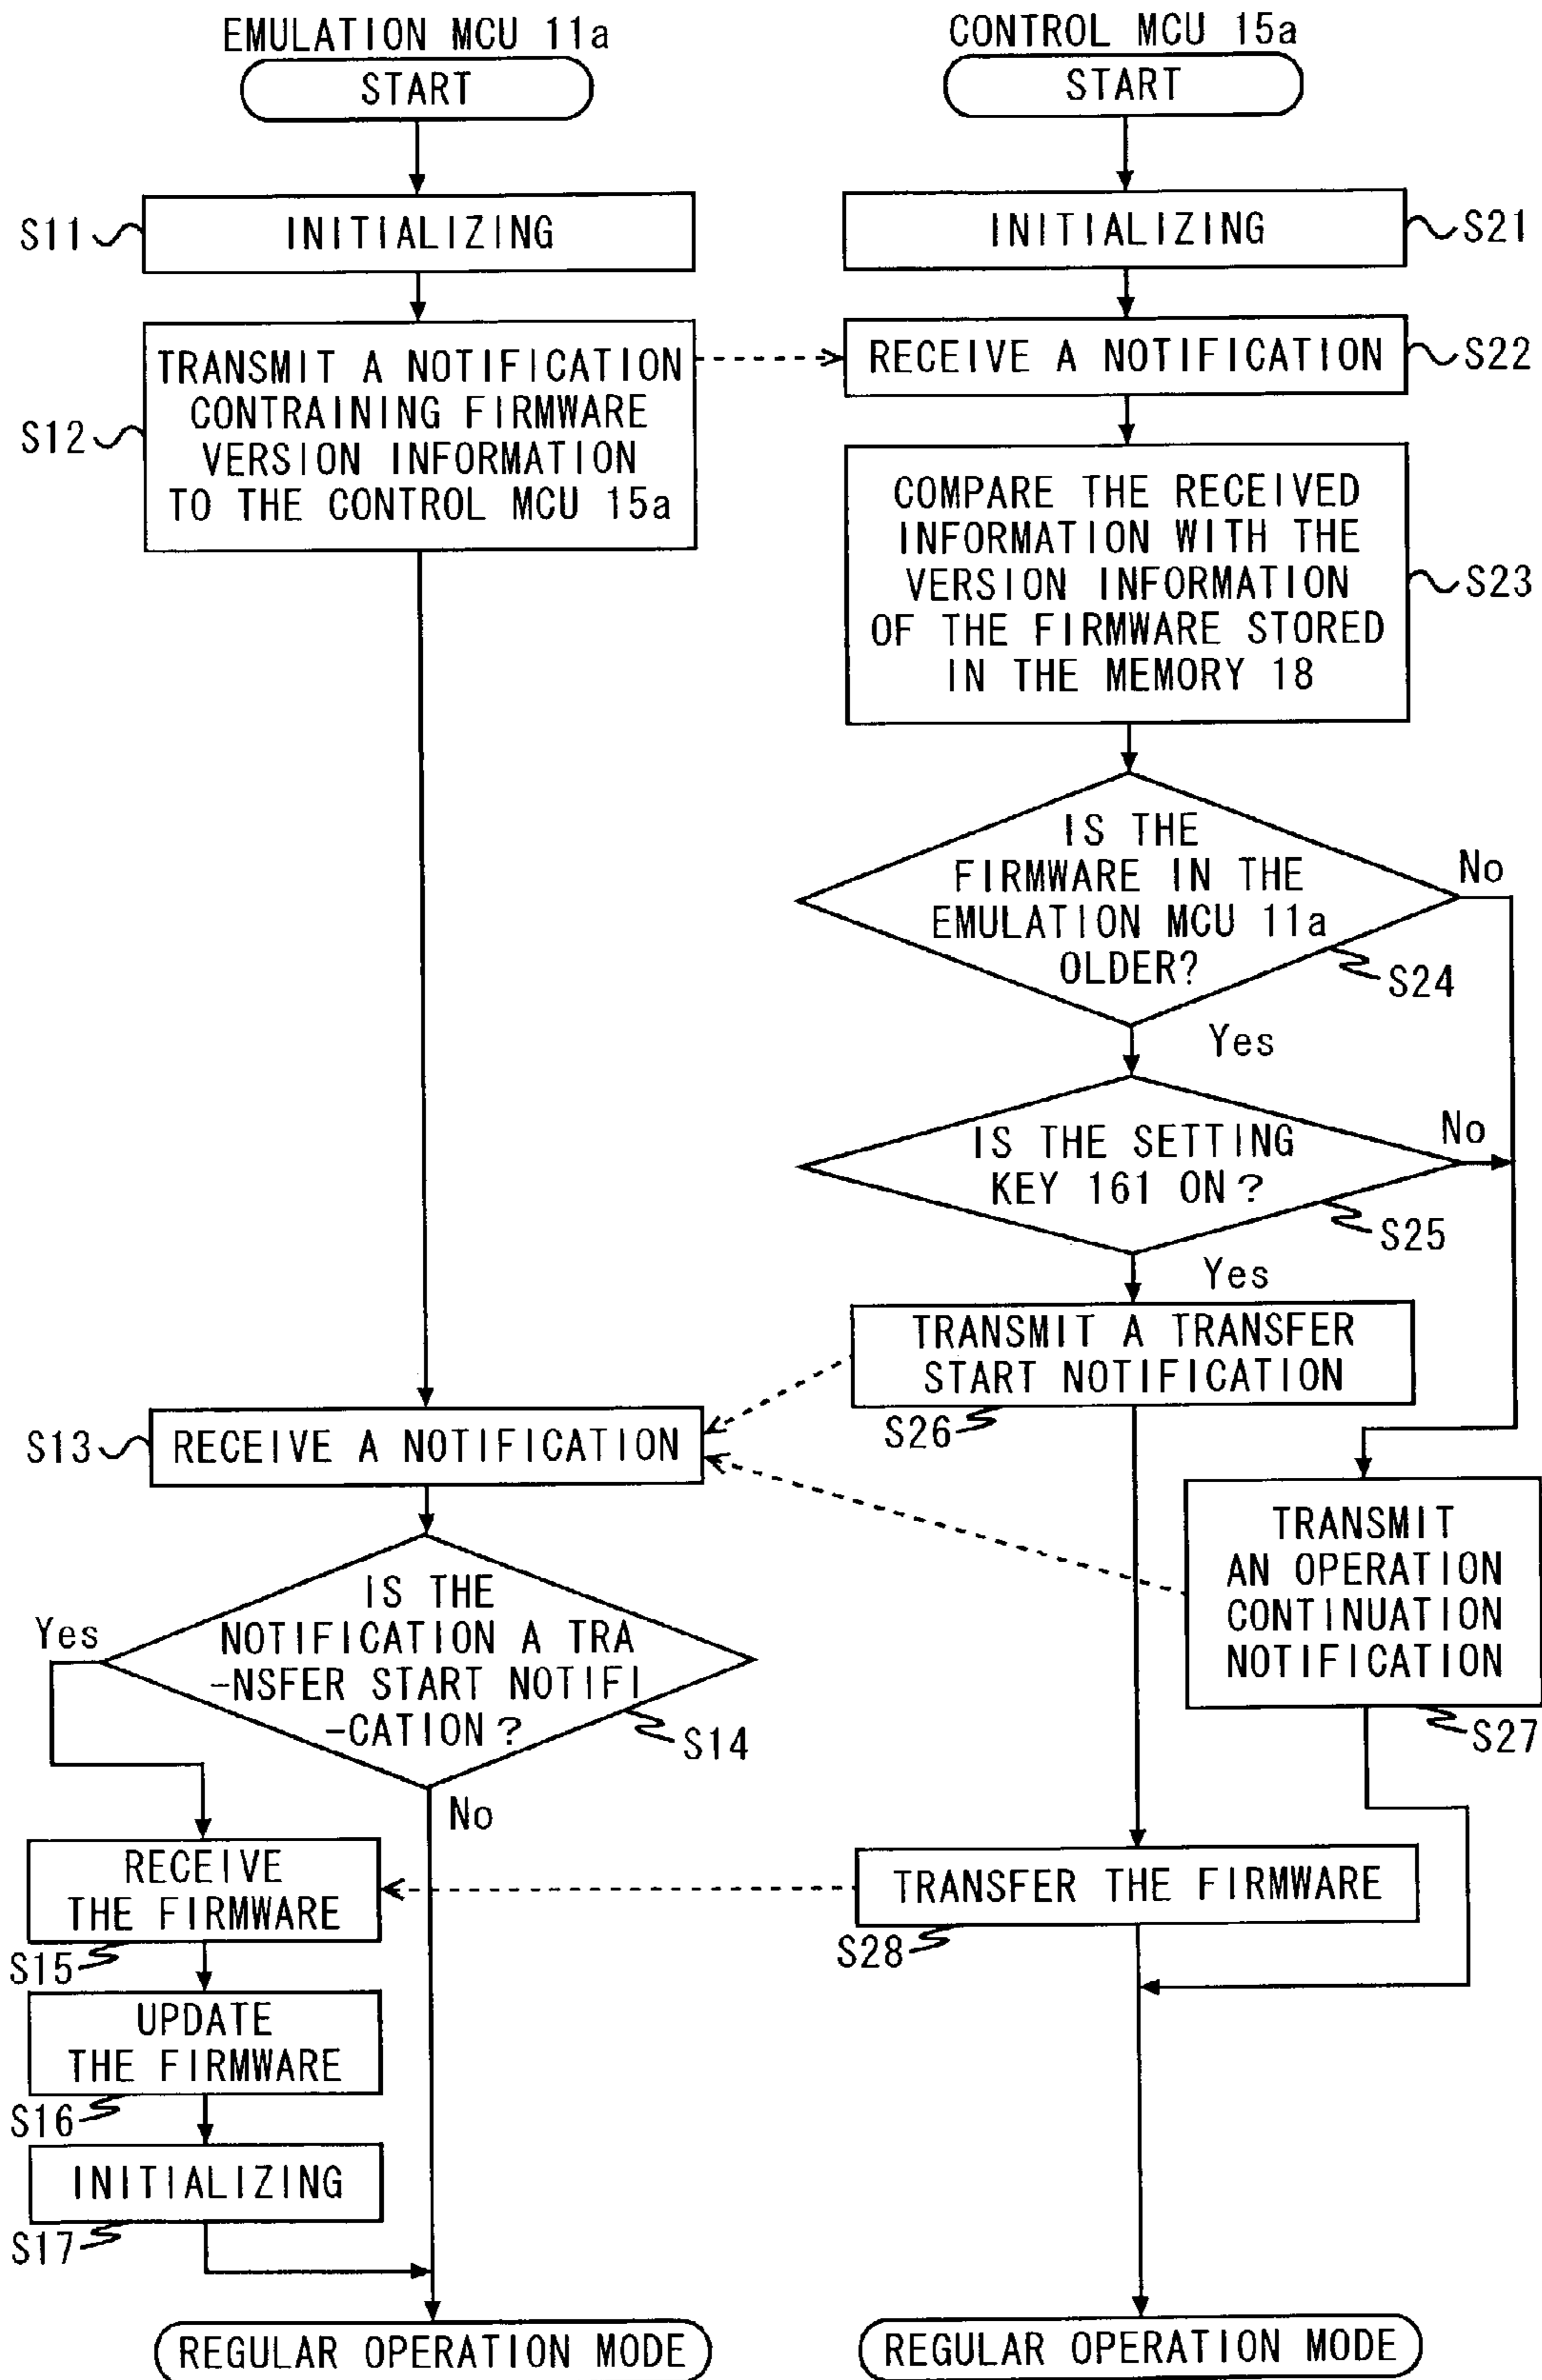 EMULATION MCU 11a
START
S11
INITIALIZING
S12
TRANSMIT A NOTIFICATION
CONTRAINING FIRMWARE
VERSION INFORMATION
TO THE CONTROL MCU 15a
S13
RECEIVE A NOTIFICATION
IS THE
NOTIFICATION A TRA
-NSFER START NOTIFI
-CATION?
S14
Yes
No
RECEIVE
THE FIRMWARE
S15
UPDATE
THE FIRMWARE
S16
INITIALIZING
S17
REGULAR OPERATION MODE
CONTROL MCU 15a
START
INITIALIZING
S21
RECEIVE A NOTIFICATION
S22
COMPARE THE RECEIVED
INFORMATION WITH THE
VERSION INFORMATION
OF THE FIRMWARE STORED
IN THE MEMORY 18
S23
IS THE
FIRMWARE IN THE
EMULATION MCU 11a
OLDER?
No
S24
Yes
IS THE SETTING
KEY 161 ON?
No
S25
Yes
TRANSMIT A TRANSFER
START NOTIFICATION
S26
TRANSMIT
AN OPERATION
CONTINUATION
NOTIFICATION
S27
TRANSFER THE FIRMWARE
S28
REGULAR OPERATION MODE